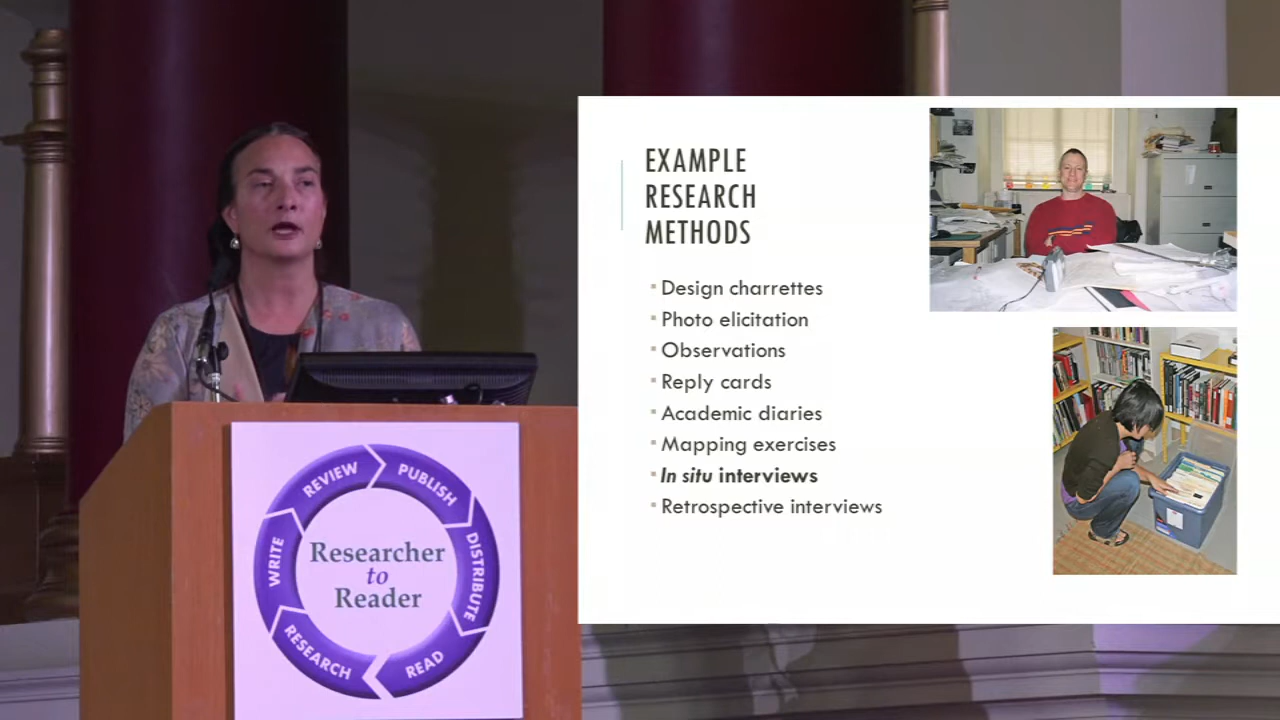 EXAMPLE
RESEARCH
METHODS
Design charrettes
Photo elicitation
Observations
Reply cards
Academic diaries
Mapping exercises
In situ interviews
Retrospective interviews
REVIEW
PUBLISH
DISTRIBUTE
READ
RESEARCH
WRITE
Researcher
to
Reader